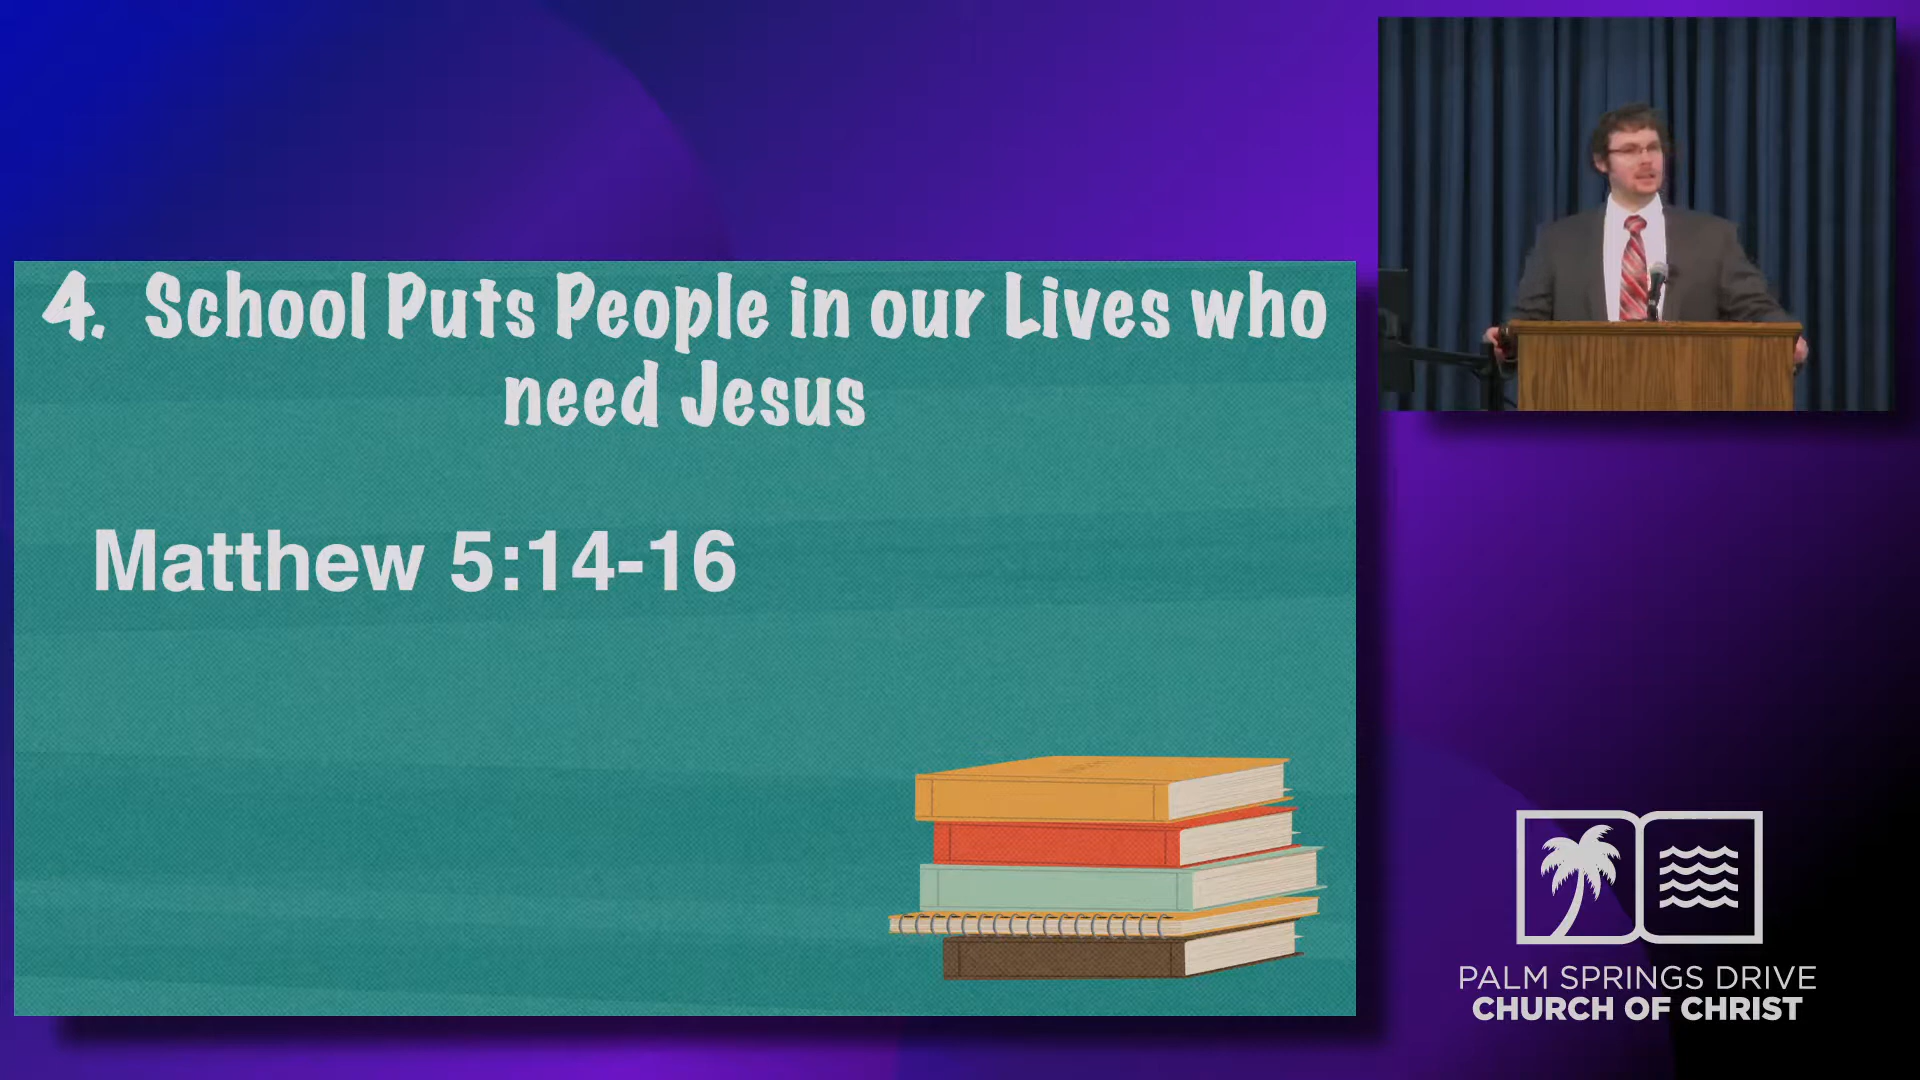 4. School Puts People in our Lives who
need Jesus
Matthew 5:14-16
PALM SPRINGS DRIVE
CHURCH OF CHRIST